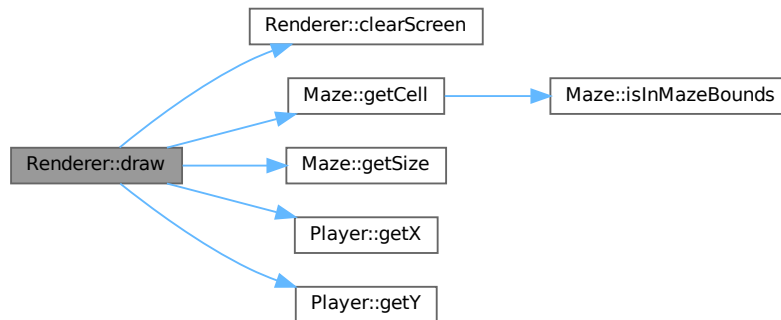 Renderer::clearScreen
Maze::getCell
Maze::isInMazeBounds
Renderer::draw
Maze::getSize
Player::getX
Player::getY